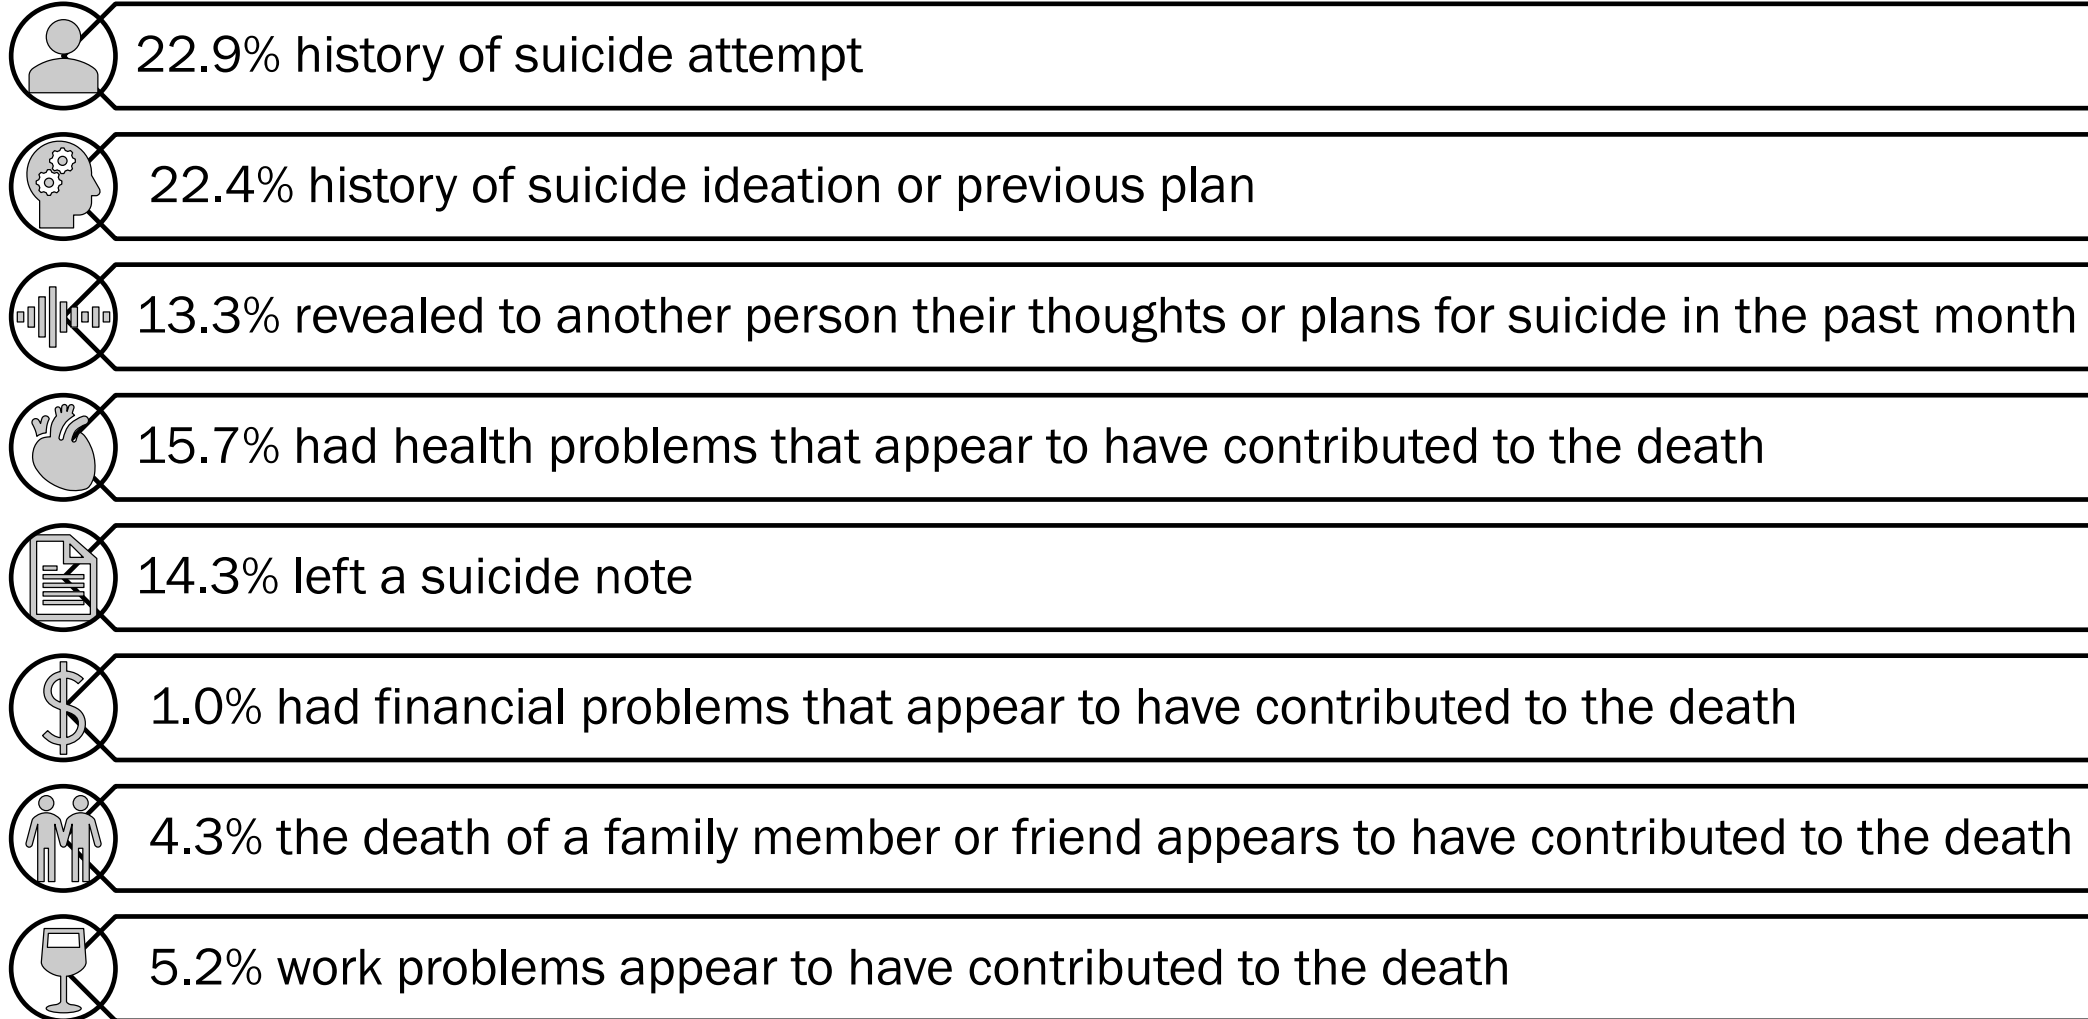 22.9% history of suicide attempt
22.4% history of suicide ideation or previous plan
13.3% revealed to another person their thoughts or plans for suicide in the past month
15.7% had health problems that appear to have contributed to the death
14.3% left a suicide note
1.0% had financial problems that appear to have contributed to the death
4.3% the death of a family member or friend appears to have contributed to the death
5.2% work problems appear to have contributed to the death